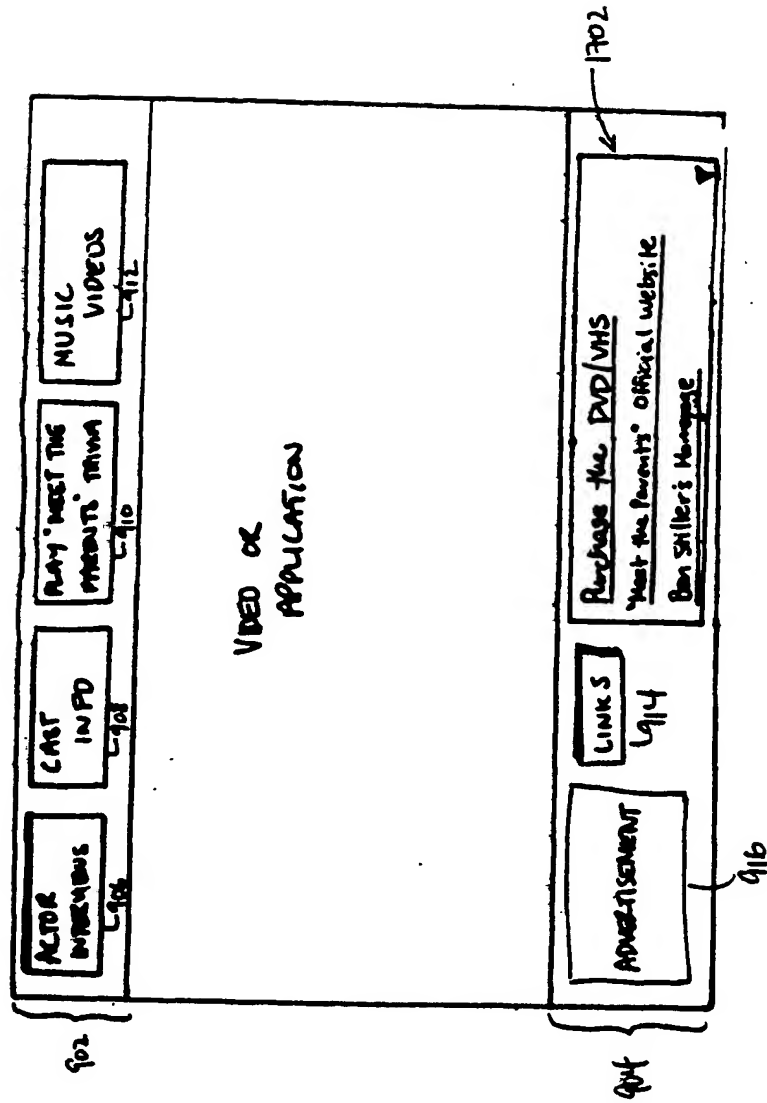 902
ACTOR
INTERVIEWS
906
CAST
INFO
908
PLAY "MEET THE
PARENTS" TRIVIA
910
MUSIC
VIDEOS
912
VIDEO OR
APPLICATION
904
ADVERTISEMENT
916
LINKS
914
Purchase the DVD/VHS
"Meet the Parents" Official Website
Ben Stiller's Homepage
1702